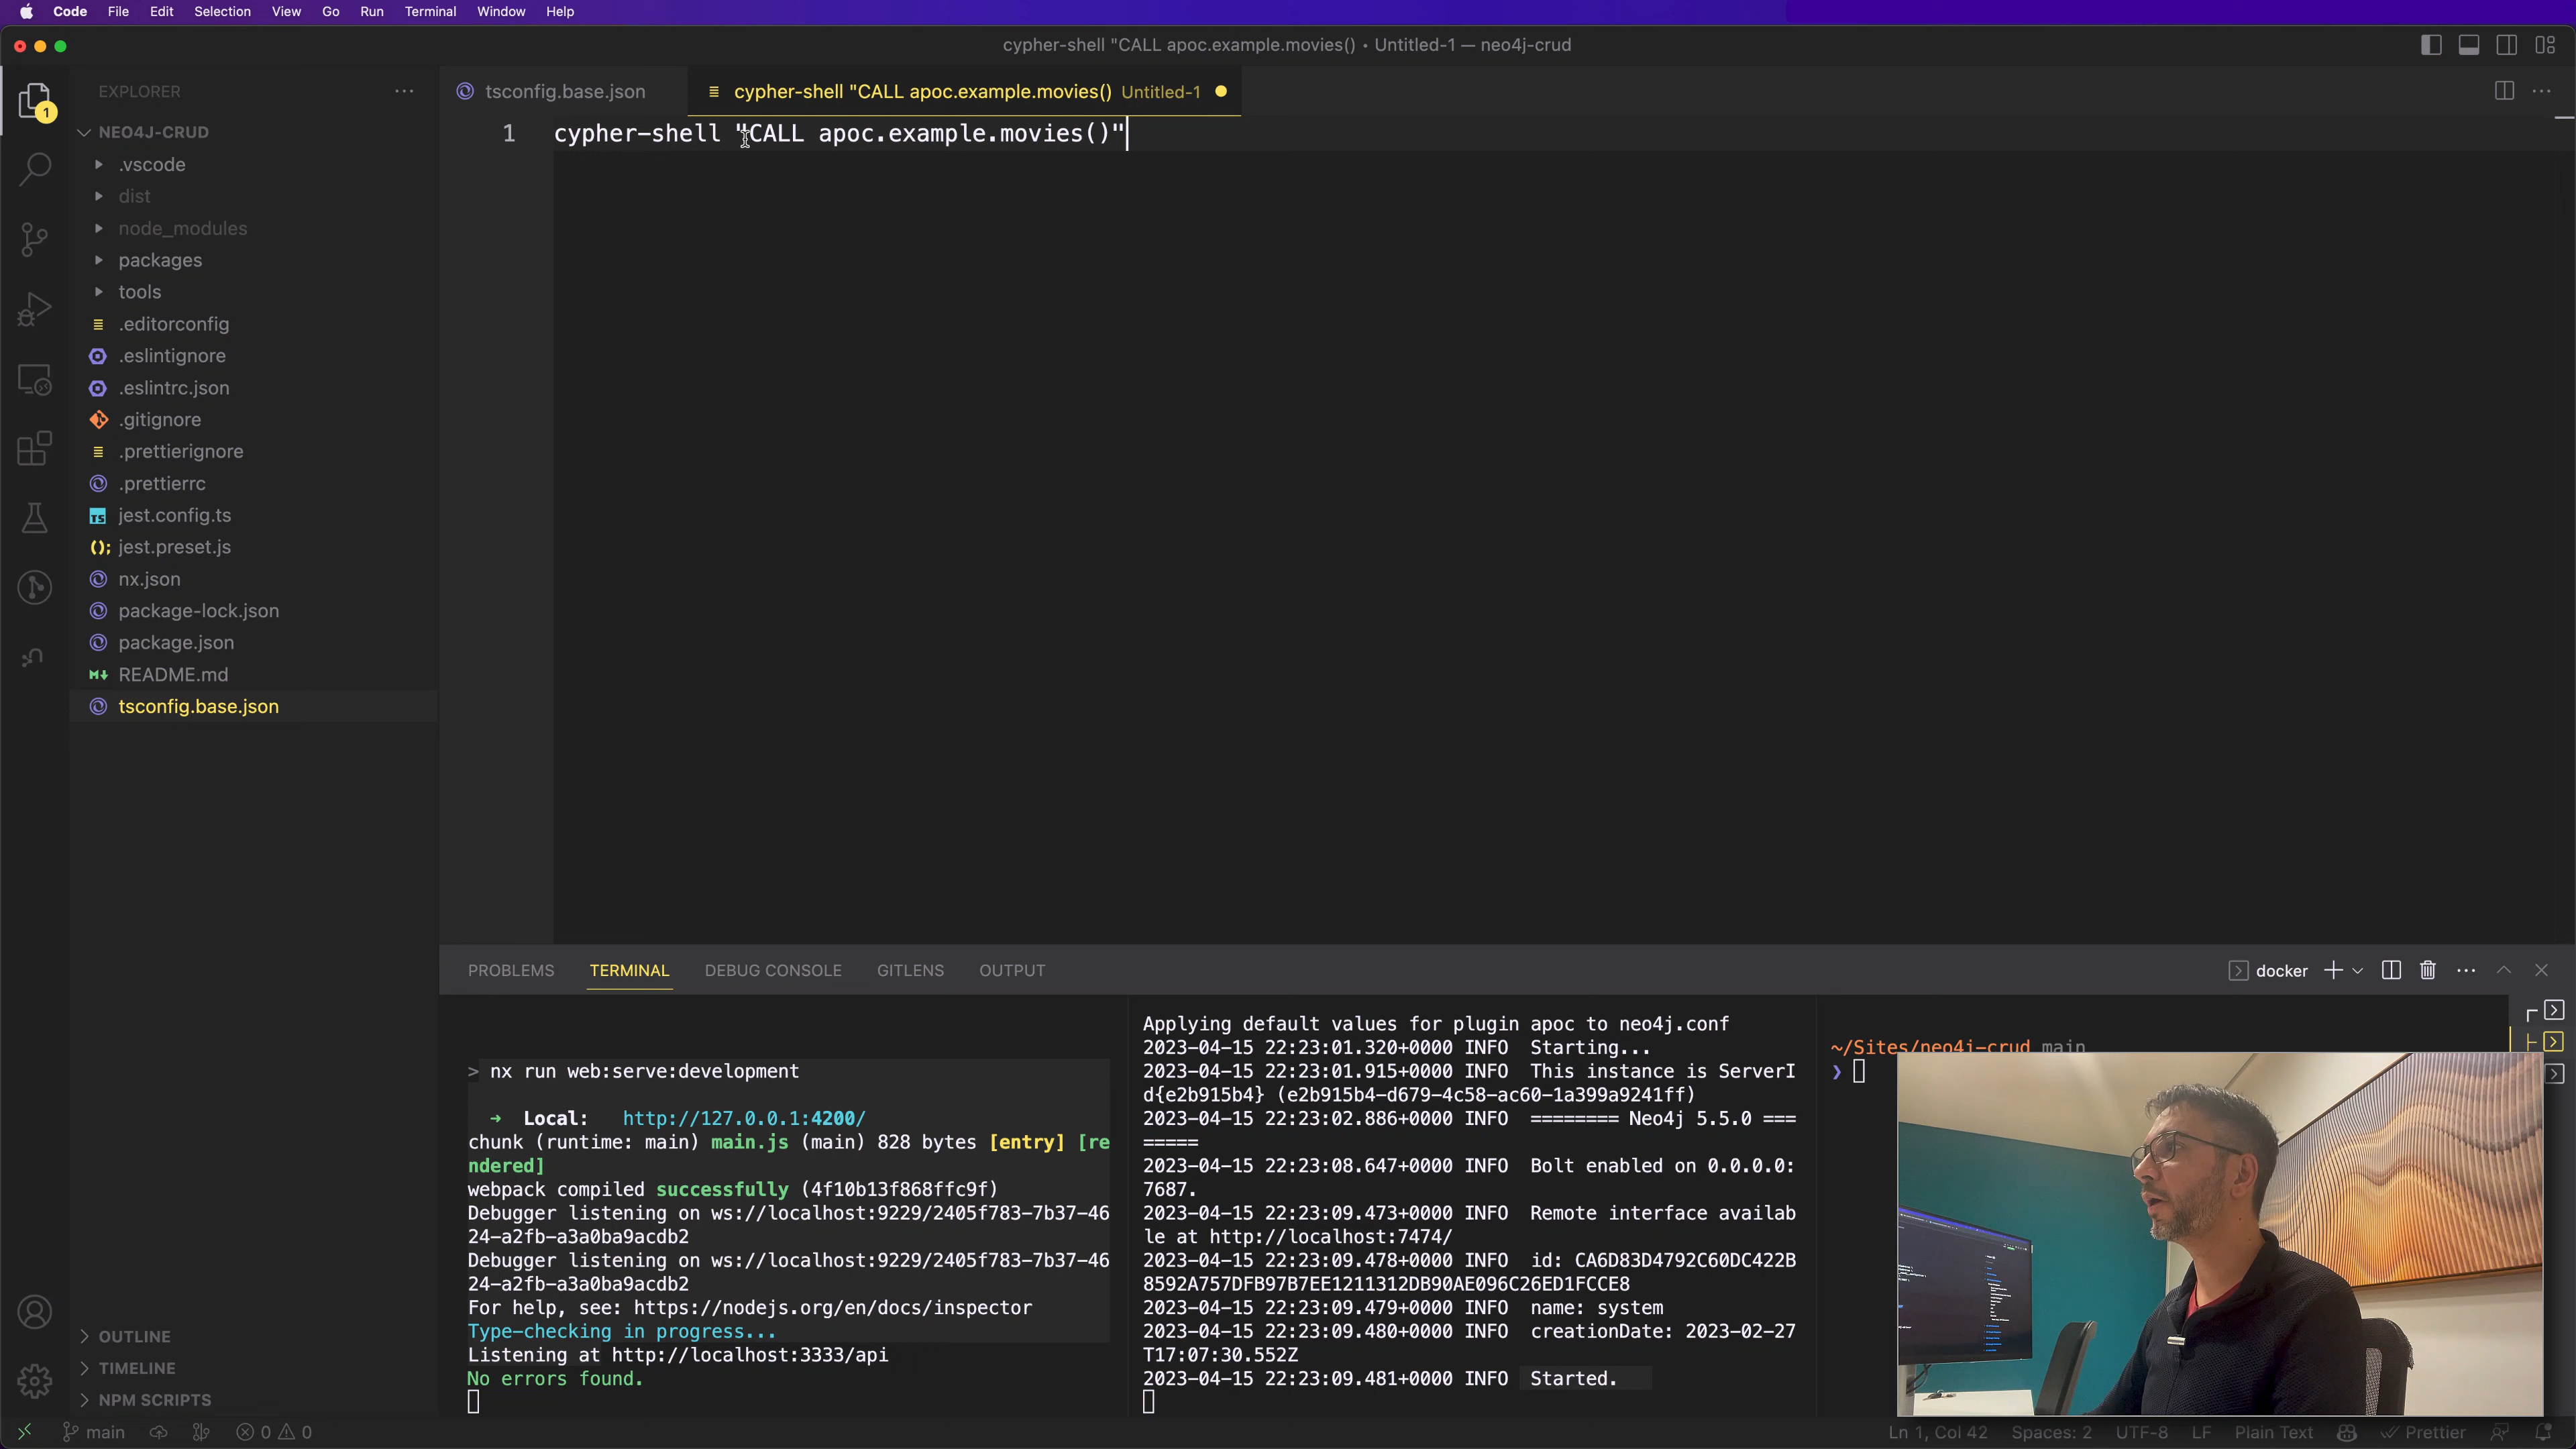 Code File Edit Selection View Go Run Terminal Window Help
cypher-shell "CALL apoc.example.movies() • Untitled-1 — neo4j-crud
EXPLORER
tsconfig.base.json
cypher-shell "CALL apoc.example.movies() Untitled-1
1
NEO4J-CRUD
.vscode
dist
node_modules
packages
tools
.editorconfig
.eslintignore
.eslintrc.json
.gitignore
.prettierignore
.prettierrc
TS jest.config.ts
jest.preset.js
nx.json
package-lock.json
package.json
README.md
tsconfig.base.json
OUTLINE
TIMELINE
NPM SCRIPTS
1 cypher-shell "CALL apoc.example.movies()"
PROBLEMS TERMINAL DEBUG CONSOLE GITLENS OUTPUT
docker
> nx run web:serve:development
➜ Local: http://127.0.0.1:4200/
chunk (runtime: main) main.js (main) 828 bytes [entry] [re
ndered]
webpack compiled successfully (4f10b13f868ffc9f)
Debugger listening on ws://localhost:9229/2405f783-7b37-46
24-a2fb-a3a0ba9acdb2
Debugger listening on ws://localhost:9229/2405f783-7b37-46
24-a2fb-a3a0ba9acdb2
For help, see: https://nodejs.org/en/docs/inspector
Type-checking in progress...
Listening at http://localhost:3333/api
No errors found.
Applying default values for plugin apoc to neo4j.conf
2023-04-15 22:23:01.320+0000 INFO Starting...
2023-04-15 22:23:01.915+0000 INFO This instance is ServerI
d{e2b915b4} (e2b915b4-d679-4c58-ac60-1a399a9241ff)
2023-04-15 22:23:02.886+0000 INFO ======== Neo4j 5.5.0 ===
=====
2023-04-15 22:23:08.647+0000 INFO Bolt enabled on 0.0.0.0:
7687.
2023-04-15 22:23:09.473+0000 INFO Remote interface availab
le at http://localhost:7474/
2023-04-15 22:23:09.478+0000 INFO id: CA6D83D4792C60DC422B
8592A757DFB97B7EE1211312DB90AE096C26ED1FCCE8
2023-04-15 22:23:09.479+0000 INFO name: system
2023-04-15 22:23:09.480+0000 INFO creationDate: 2023-02-27
T17:07:30.552Z
2023-04-15 22:23:09.481+0000 INFO Started.
~/Sites/neo4j-crud main
❯
main 0 0
Ln 1, Col 42 Spaces: 2 UTF-8 LF Plain Text Prettier